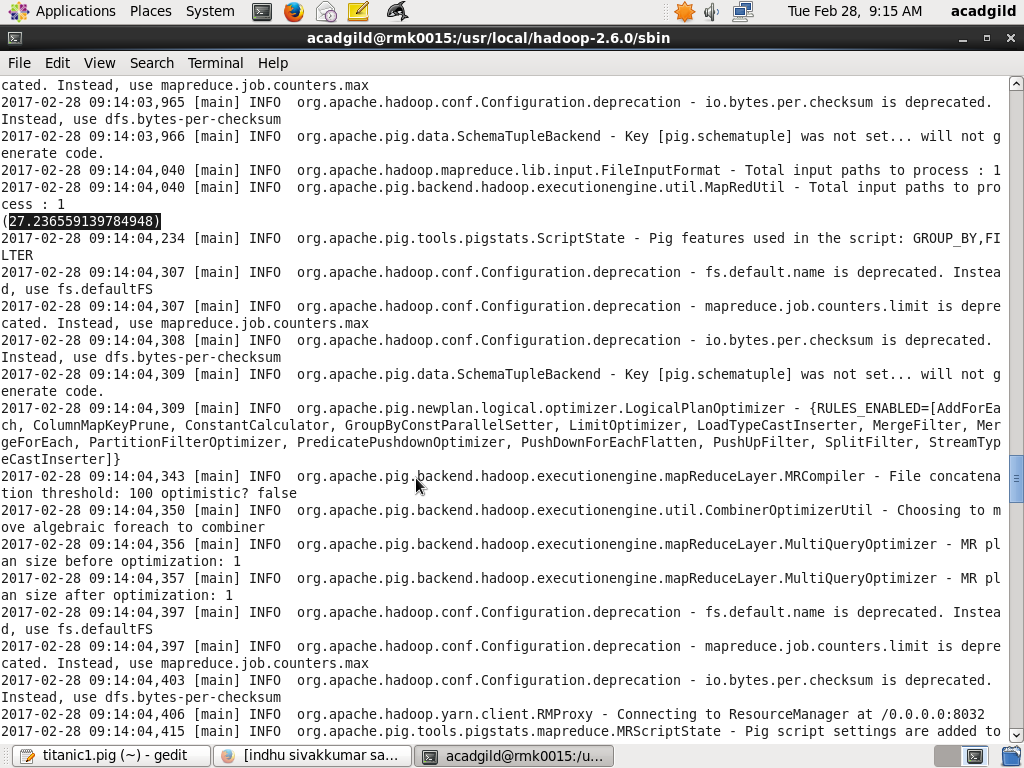 Applications Places System Tue Feb 28, 9:15 AM acadgild
acadgild@rmk0015:/usr/local/hadoop-2.6.0/sbin
File Edit View Search Terminal Help
cated. Instead, use mapreduce.job.counters.max
2017-02-28 09:14:03,965 [main] INFO  org.apache.hadoop.conf.Configuration.deprecation - io.bytes.per.checksum is deprecated.
Instead, use dfs.bytes-per-checksum
2017-02-28 09:14:03,966 [main] INFO  org.apache.pig.data.SchemaTupleBackend - Key [pig.schematuple] was not set... will not g
enerate code.
2017-02-28 09:14:04,040 [main] INFO  org.apache.hadoop.mapreduce.lib.input.FileInputFormat - Total input paths to process : 1
2017-02-28 09:14:04,040 [main] INFO  org.apache.pig.backend.hadoop.executionengine.util.MapRedUtil - Total input paths to pro
cess : 1
(27.236559139784948)
2017-02-28 09:14:04,234 [main] INFO  org.apache.pig.tools.pigstats.ScriptState - Pig features used in the script: GROUP_BY,FI
LTER
2017-02-28 09:14:04,307 [main] INFO  org.apache.hadoop.conf.Configuration.deprecation - fs.default.name is deprecated. Instea
d, use fs.defaultFS
2017-02-28 09:14:04,307 [main] INFO  org.apache.hadoop.conf.Configuration.deprecation - mapreduce.job.counters.limit is depre
cated. Instead, use mapreduce.job.counters.max
2017-02-28 09:14:04,308 [main] INFO  org.apache.hadoop.conf.Configuration.deprecation - io.bytes.per.checksum is deprecated.
Instead, use dfs.bytes-per-checksum
2017-02-28 09:14:04,309 [main] INFO  org.apache.pig.data.SchemaTupleBackend - Key [pig.schematuple] was not set... will not g
enerate code.
2017-02-28 09:14:04,309 [main] INFO  org.apache.pig.newplan.logical.optimizer.LogicalPlanOptimizer - {RULES_ENABLED=[AddForEa
ch, ColumnMapKeyPrune, ConstantCalculator, GroupByConstParallelSetter, LimitOptimizer, LoadTypeCastInserter, MergeFilter, Mer
geForEach, PartitionFilterOptimizer, PredicatePushdownOptimizer, PushDownForEachFlatten, PushUpFilter, SplitFilter, StreamTyp
eCastInserter]}
2017-02-28 09:14:04,343 [main] INFO  org.apache.pig.backend.hadoop.executionengine.mapReduceLayer.MRCompiler - File concatena
tion threshold: 100 optimistic? false
2017-02-28 09:14:04,350 [main] INFO  org.apache.pig.backend.hadoop.executionengine.util.CombinerOptimizerUtil - Choosing to m
ove algebraic foreach to combiner
2017-02-28 09:14:04,356 [main] INFO  org.apache.pig.backend.hadoop.executionengine.mapReduceLayer.MultiQueryOptimizer - MR pl
an size before optimization: 1
2017-02-28 09:14:04,357 [main] INFO  org.apache.pig.backend.hadoop.executionengine.mapReduceLayer.MultiQueryOptimizer - MR pl
an size after optimization: 1
2017-02-28 09:14:04,397 [main] INFO  org.apache.hadoop.conf.Configuration.deprecation - fs.default.name is deprecated. Instea
d, use fs.defaultFS
2017-02-28 09:14:04,397 [main] INFO  org.apache.hadoop.conf.Configuration.deprecation - mapreduce.job.counters.limit is depre
cated. Instead, use mapreduce.job.counters.max
2017-02-28 09:14:04,403 [main] INFO  org.apache.hadoop.conf.Configuration.deprecation - io.bytes.per.checksum is deprecated.
Instead, use dfs.bytes-per-checksum
2017-02-28 09:14:04,406 [main] INFO  org.apache.hadoop.yarn.client.RMProxy - Connecting to ResourceManager at /0.0.0.0:8032
2017-02-28 09:14:04,415 [main] INFO  org.apache.pig.tools.pigstats.mapreduce.MRScriptState - Pig script settings are added to
titanic1.pig (~) - gedit [indhu sivakkumar sa... acadgild@rmk0015:/u...